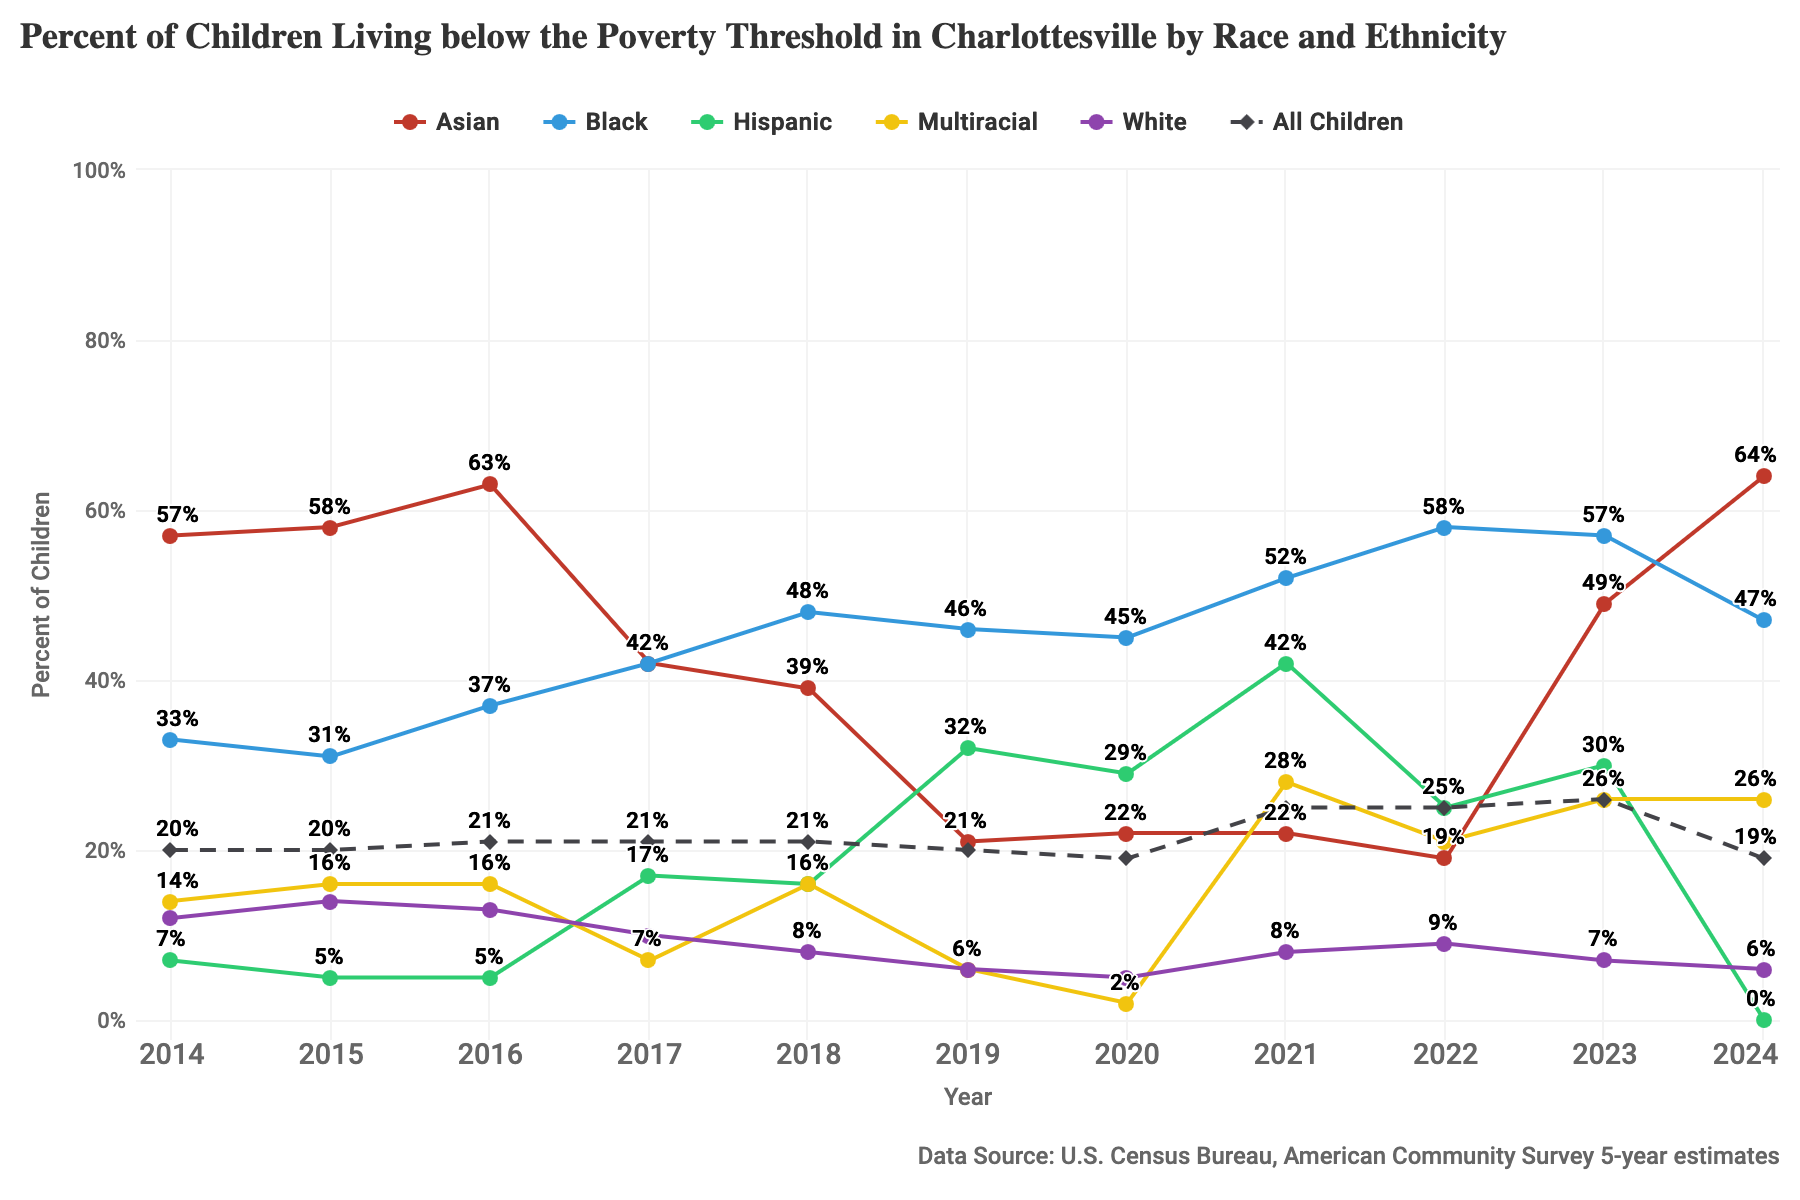 Percent of Children Living below the Poverty Threshold in Charlottesville by Race and Ethnicity
Asian Black Hispanic Multiracial White All Children
100%
80%
60%
40%
20%
0%
Percent of Children
57% 58% 63% 42% 39% 21% 22% 22% 19% 49% 64%
33% 31% 37% 48% 46% 45% 52% 58% 57% 47%
7% 5% 5% 17% 16% 32% 29% 42% 25% 30% 0%
14% 16% 16% 7% 6% 2% 28% 26% 26%
8% 8% 9% 7% 6%
20% 20% 21% 21% 21% 19%
2014 2015 2016 2017 2018 2019 2020 2021 2022 2023 2024
Year
Data Source: U.S. Census Bureau, American Community Survey 5-year estimates